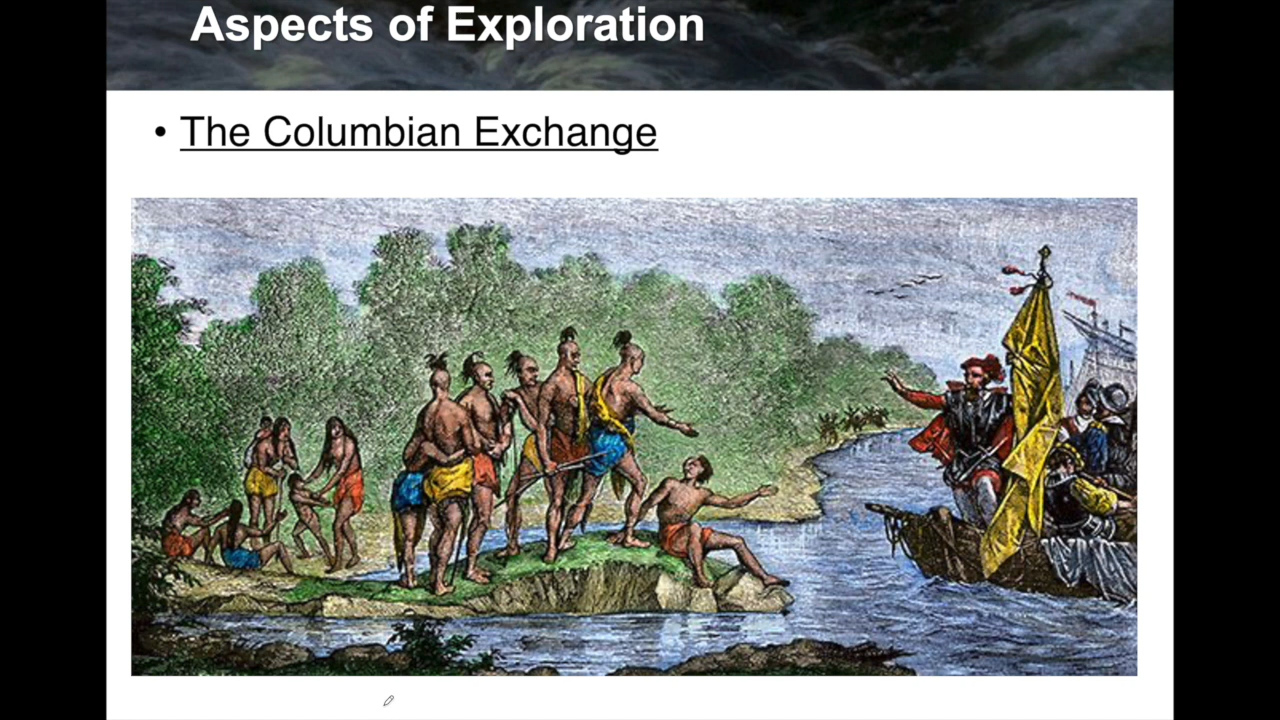 Aspects of Exploration
• The Columbian Exchange